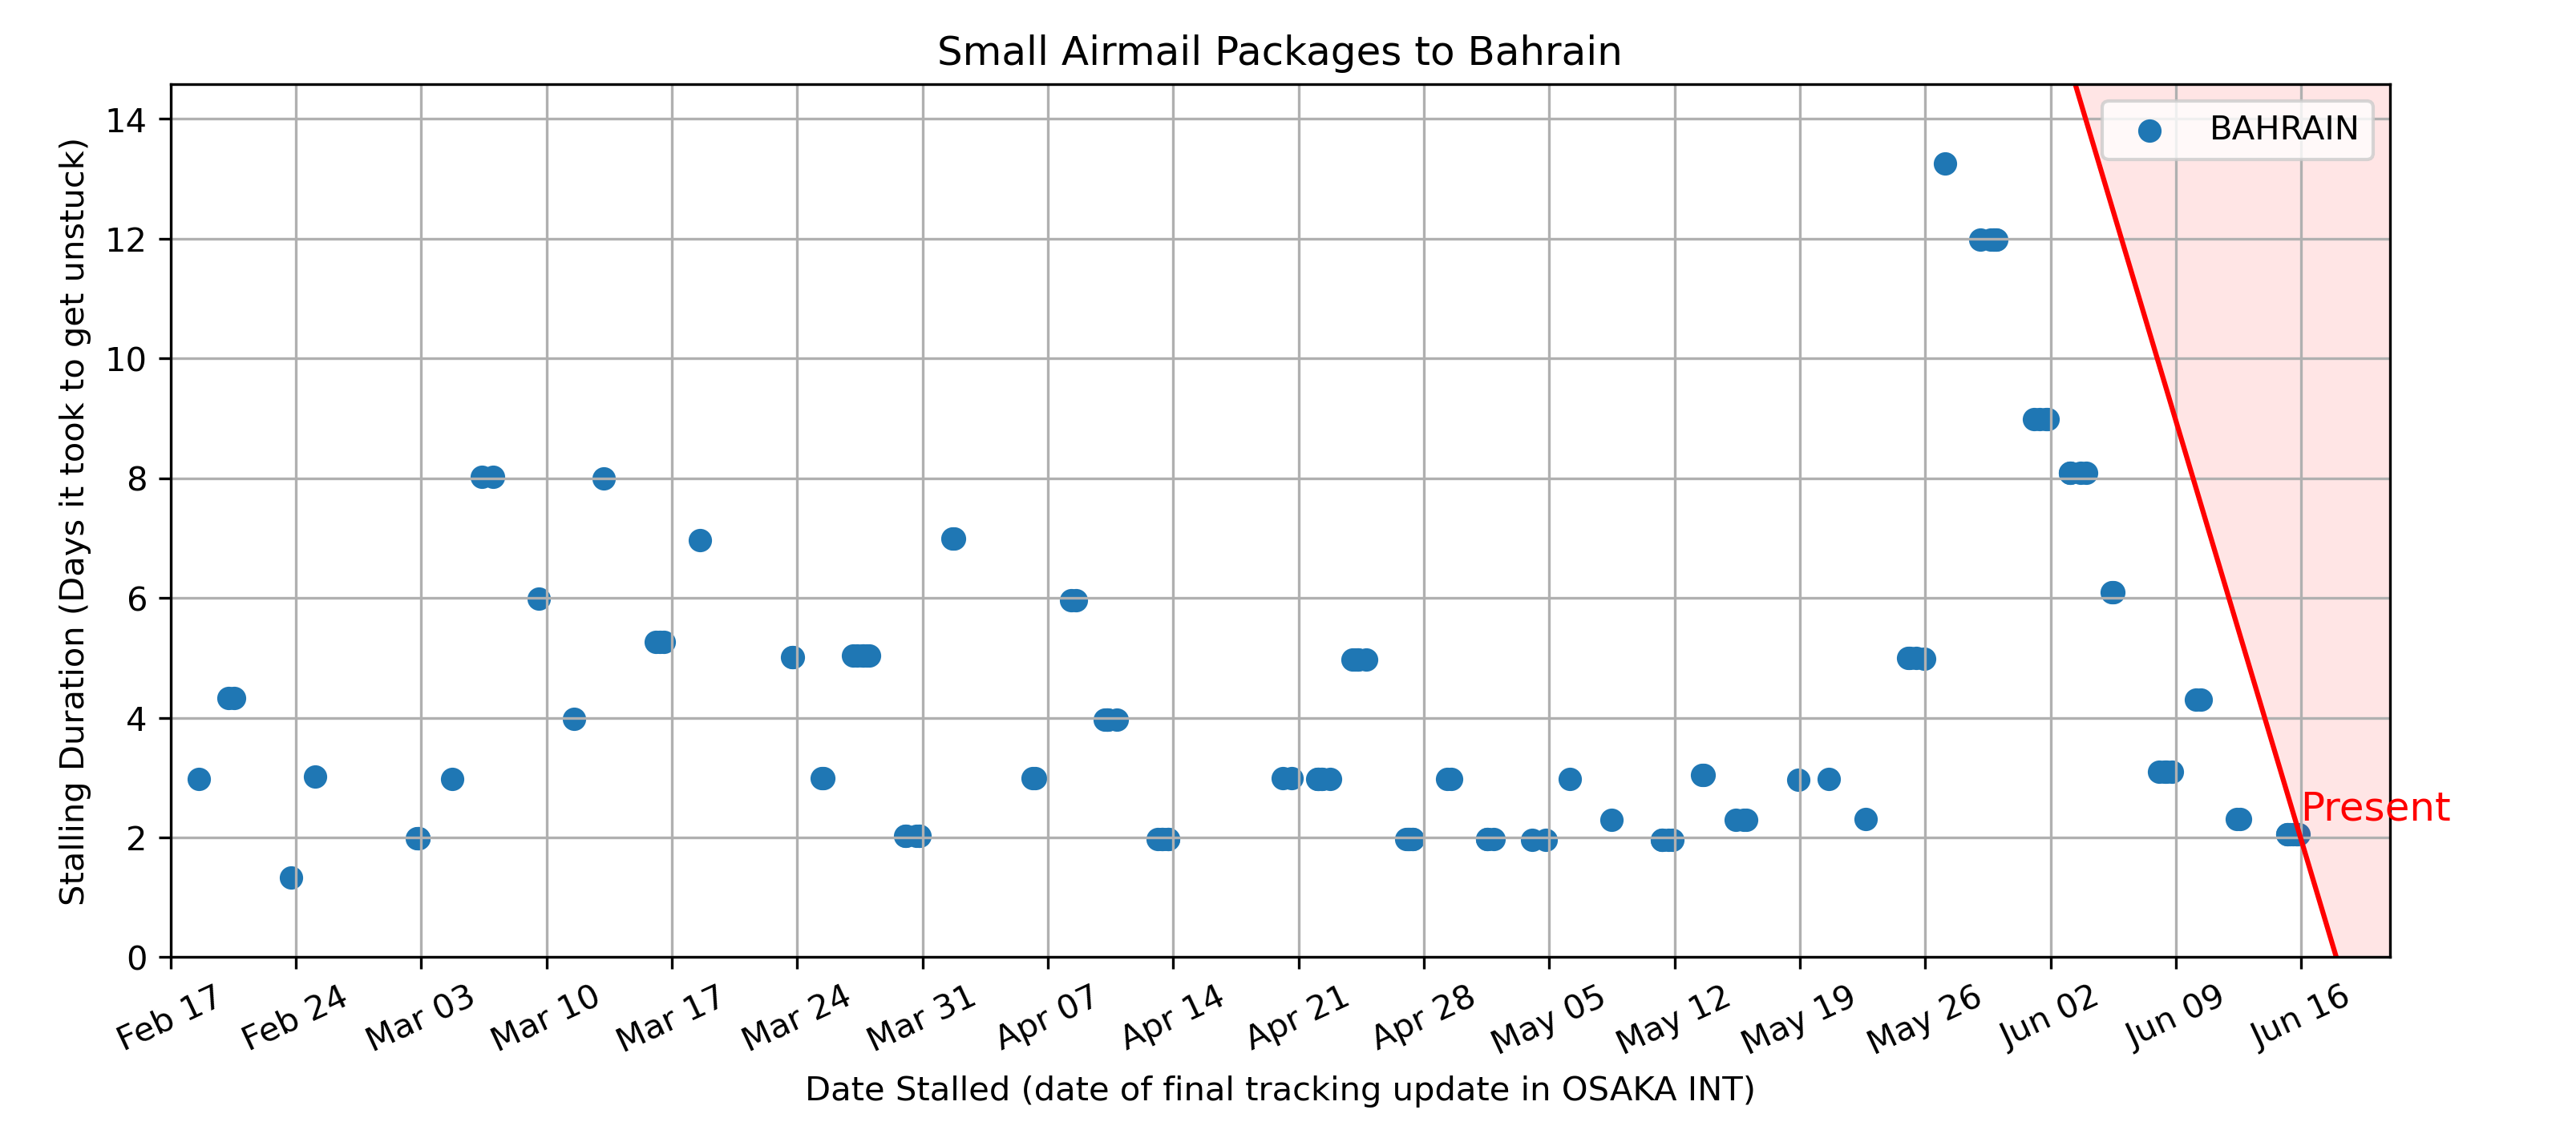 Small Airmail Packages to Bahrain
BAHRAIN
Stalling Duration (Days it took to get unstuck)
14
12
10
8
6
4
2
0
Present
Feb 17
Feb 24
Mar 03
Mar 10
Mar 17
Mar 24
Mar 31
Apr 07
Apr 14
Apr 21
Apr 28
May 05
May 12
May 19
May 26
Jun 02
Jun 09
Jun 16
Date Stalled (date of final tracking update in OSAKA INT)